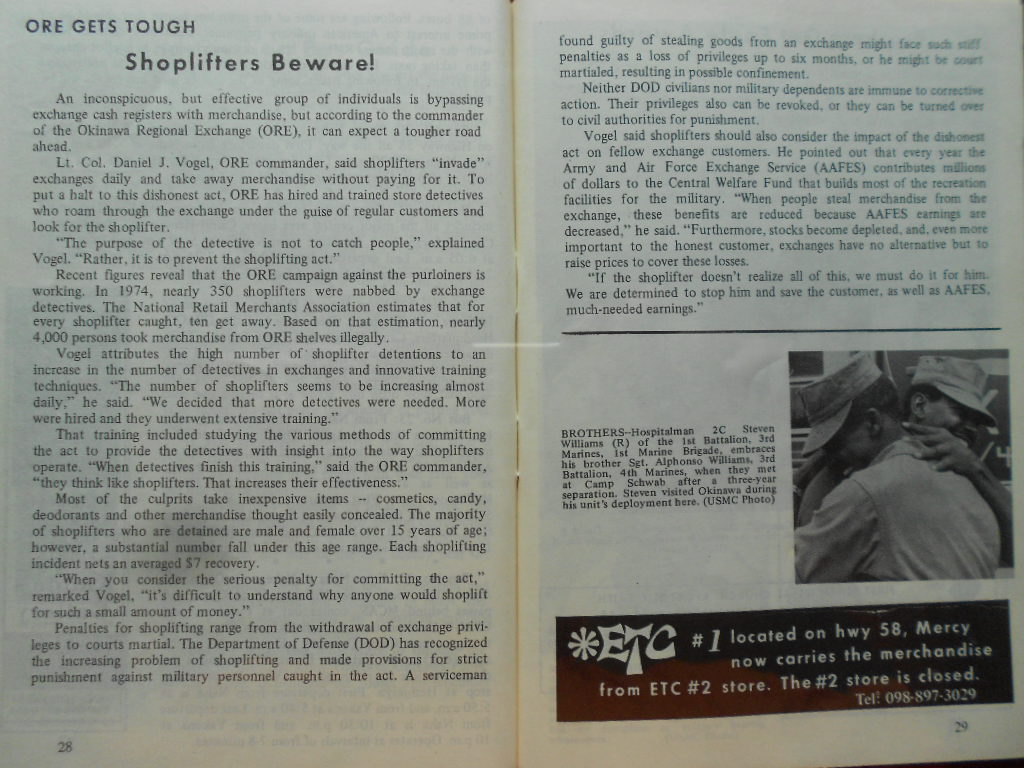 ORE GETS TOUGH
Shoplifters Beware!
An inconspicuous, but effective group of individuals is bypassing
exchange cash registers with merchandise, but according to the commander
of the Okinawa Regional Exchange (ORE), it can expect a tougher road
ahead.
Lt. Col. Daniel J. Vogel, ORE commander, said shoplifters “invade”
exchanges daily and take away merchandise without paying for it. To
put a halt to this dishonest act, ORE has hired and trained store detectives
who roam through the exchange under the guise of regular customers and
look for the shoplifter.
“The purpose of the detective is not to catch people,” explained
Vogel. “Rather, it is to prevent the shoplifting act.”
Recent figures reveal that the ORE campaign against the purloiners is
working. In 1974, nearly 350 shoplifters were nabbed by exchange
detectives. The National Retail Merchants Association estimates that for
every shoplifter caught, ten get away. Based on that estimation, nearly
4,000 persons took merchandise from ORE shelves illegally.
Vogel attributes the high number of shoplifter detentions to an
increase in the number of detectives in exchanges and innovative training
techniques. “The number of shoplifters seems to be increasing almost
daily,” he said. “We decided that more detectives were needed. More
were hired and they underwent extensive training.”
That training included studying the various methods of committing
the act to provide the detectives with insight into the way shoplifters
operate. “When detectives finish this training,” said the ORE commander,
“they think like shoplifters. That increases their effectiveness.”
Most of the culprits take inexpensive items -- cosmetics, candy,
deodorants and other merchandise thought easily concealed. The majority
of shoplifters who are detained are male and female over 15 years of age;
however, a substantial number fall under this age range. Each shoplifting
incident nets an averaged $7 recovery.
“When you consider the serious penalty for committing the act,”
remarked Vogel, “it’s difficult to understand why anyone would shoplift
for such a small amount of money.”
Penalties for shoplifting range from the withdrawal of exchange privi-
leges to courts martial. The Department of Defense (DOD) has recognized
the increasing problem of shoplifting and made provisions for strict
punishment against military personnel caught in the act. A serviceman
28
found guilty of stealing goods from an exchange might face such stiff
penalties as a loss of privileges up to six months, or he might be court
martialed, resulting in possible confinement.
Neither DOD civilians nor military dependents are immune to corrective
action. Their privileges also can be revoked, or they can be turned over
to civil authorities for punishment.
Vogel said shoplifters should also consider the impact of the dishonest
act on fellow exchange customers. He pointed out that every year the
Army and Air Force Exchange Service (AAFES) contributes millions
of dollars to the Central Welfare Fund that builds most of the recreation
facilities for the military. “When people steal merchandise from the
exchange, these benefits are reduced because AAFES earnings are
decreased,” he said. “Furthermore, stocks become depleted, and, even more
important to the honest customer, exchanges have no alternative but to
raise prices to cover these losses.
“If the shoplifter doesn’t realize all of this, we must do it for him.
We are determined to stop him and save the customer, as well as AAFES,
much-needed earnings.”
BROTHERS--Hospitalman 2C Steven
Williams (R) of the 1st Battalion, 3rd
Marines, 1st Marine Brigade, embraces
his brother Sgt. Alphonso Williams, 3rd
Battalion, 4th Marines, when they met
at Camp Schwab after a three-year
separation. Steven visited Okinawa during
his unit’s deployment here. (USMC Photo)
*ETC #1 located on hwy 58, Mercy
now carries the merchandise
from ETC #2 store. The #2 store is closed.
Tel: 098-897-3029
29